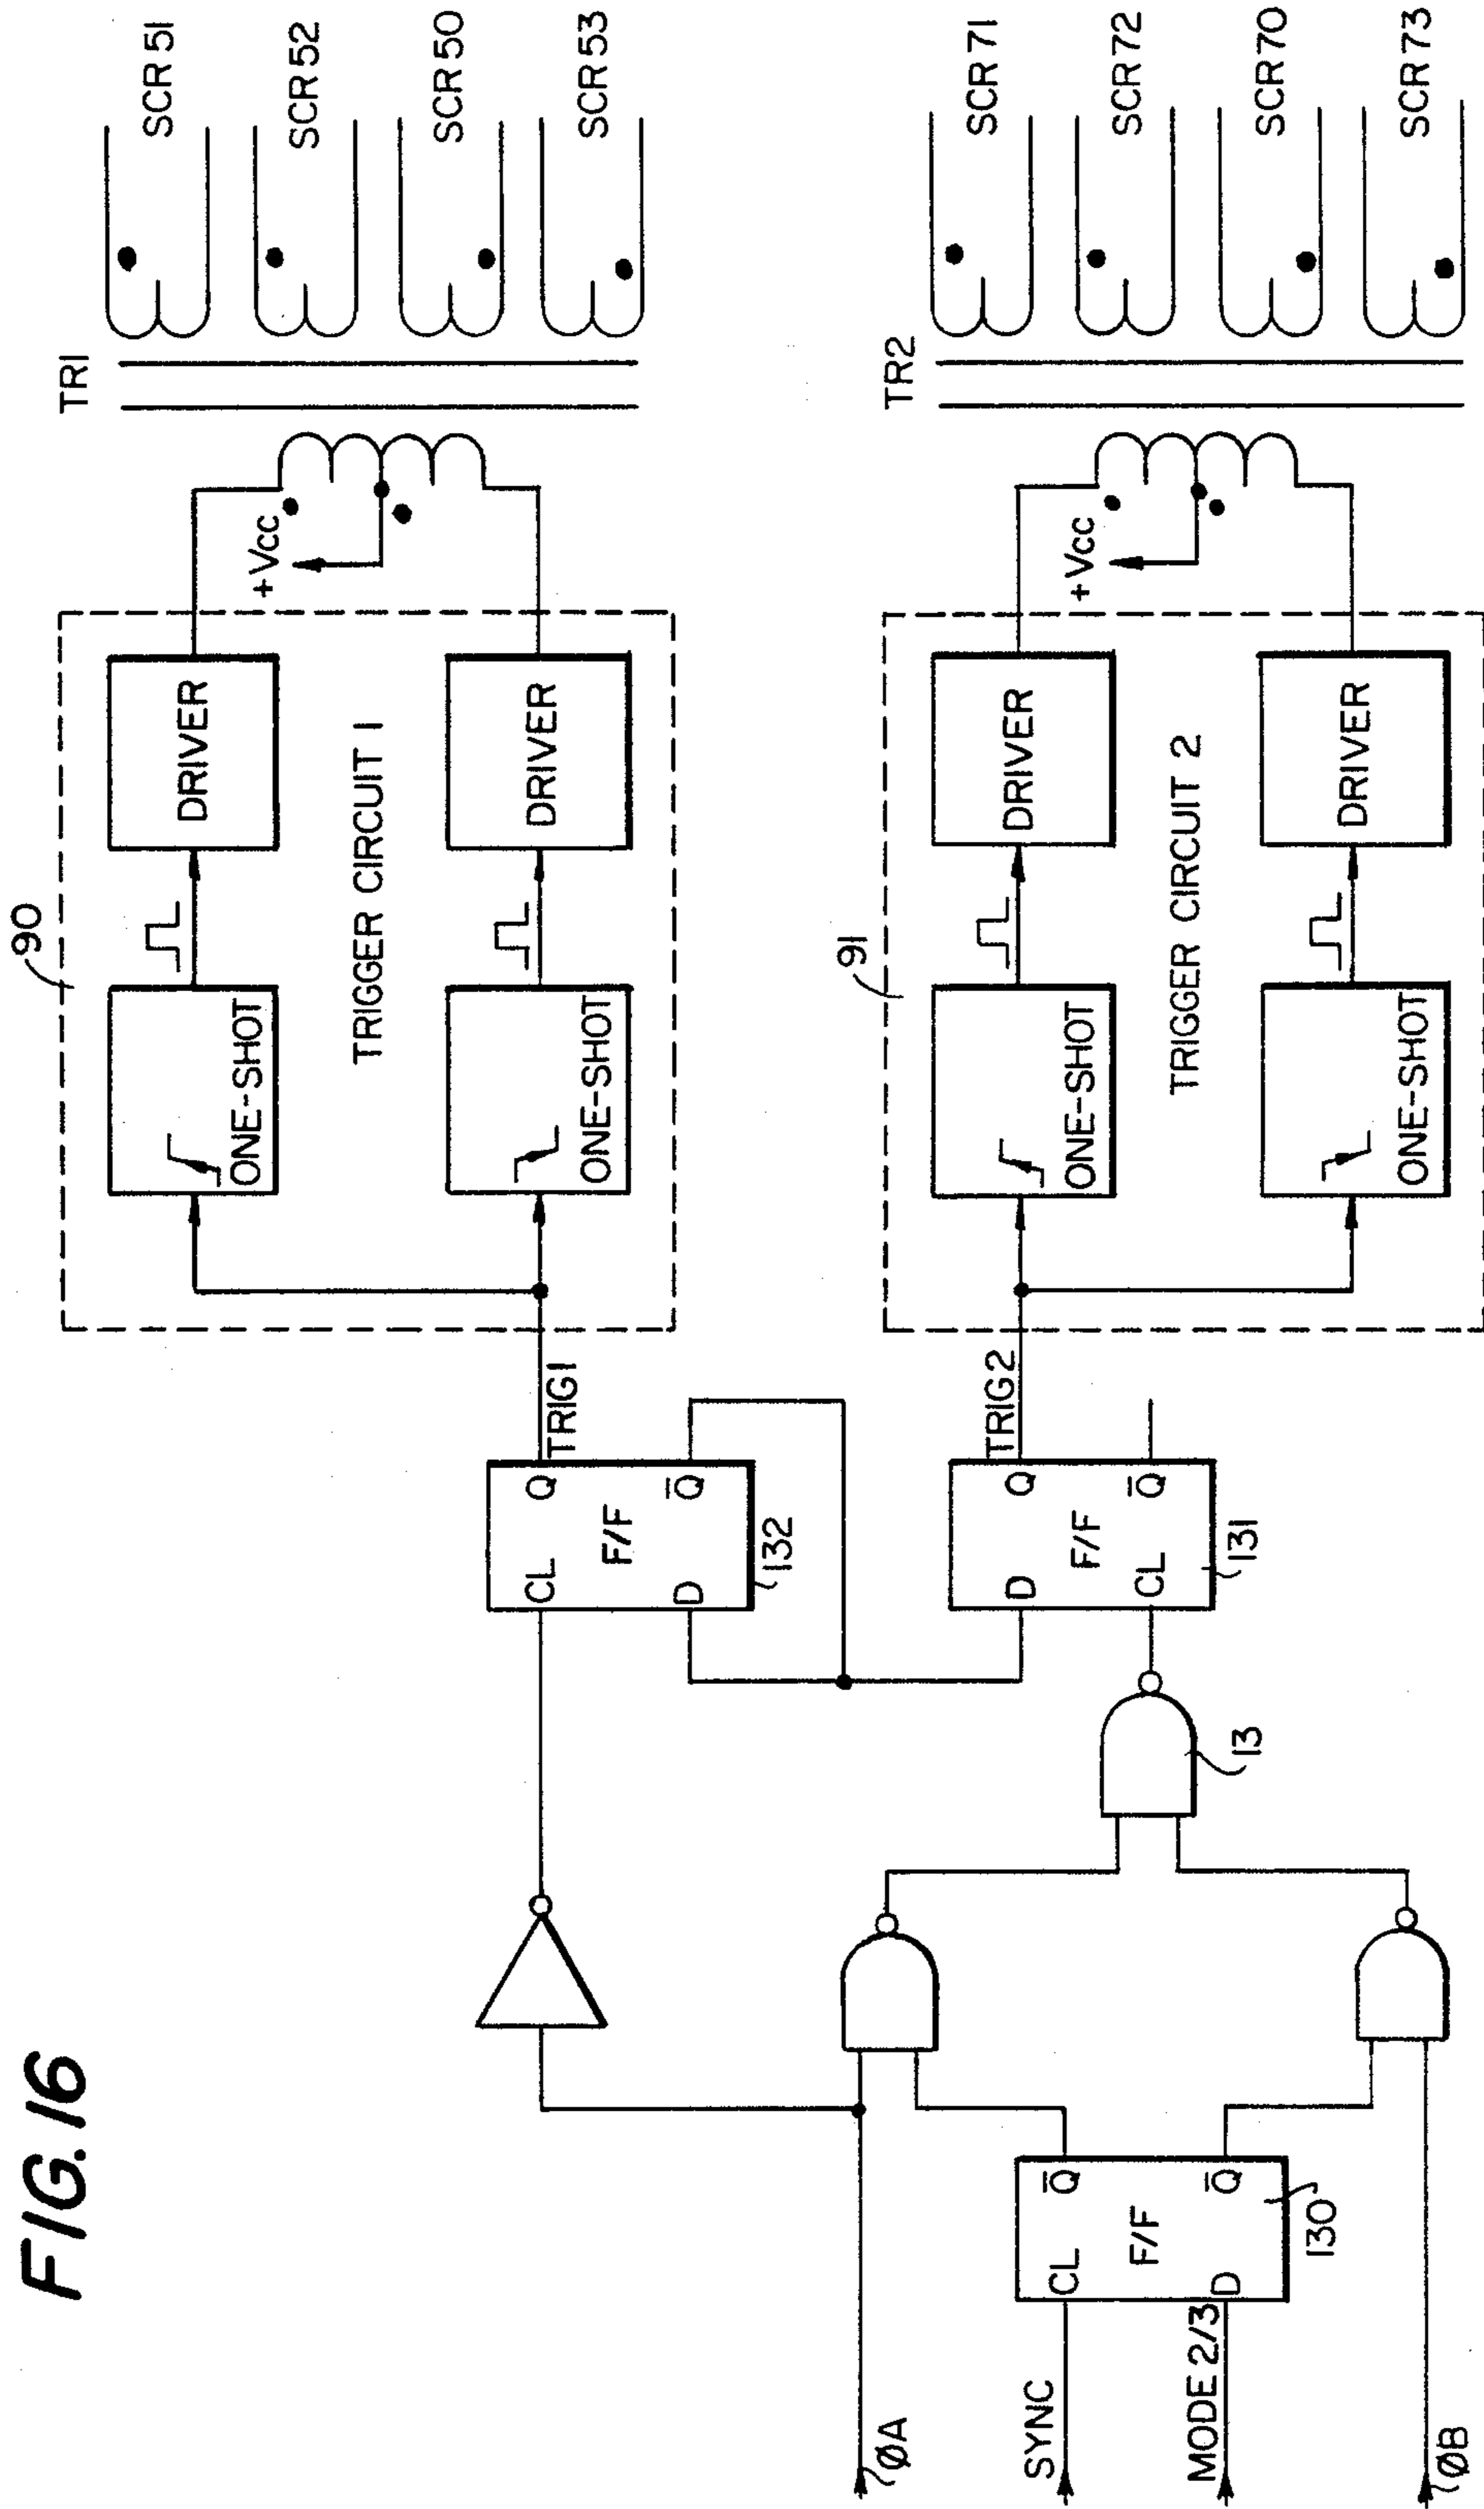 FIG.16
ØA
SYNC
MODE 2/3
ØB
CL
Q̅
F/F
D
Q̅
130
13
CL
Q
F/F
D
Q̅
132
D
Q
F/F
CL
Q̅
131
TRIG1
TRIG2
90
ONE-SHOT
DRIVER
TRIGGER CIRCUIT 1
ONE-SHOT
DRIVER
91
ONE-SHOT
DRIVER
TRIGGER CIRCUIT 2
ONE-SHOT
DRIVER
+Vcc
TR1
SCR 51
SCR 52
SCR 50
SCR 53
+Vcc
TR2
SCR 71
SCR 72
SCR 70
SCR 73